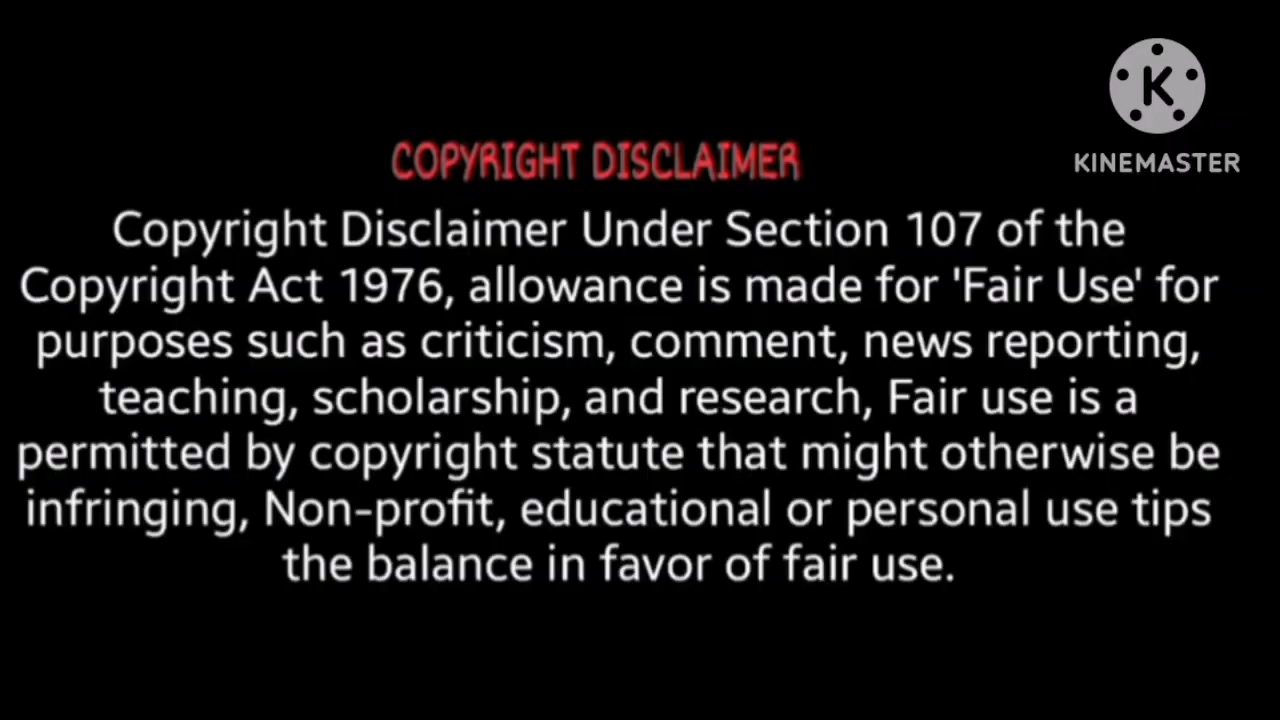 K
KINEMASTER
COPYRIGHT DISCLAIMER
Copyright Disclaimer Under Section 107 of the
Copyright Act 1976, allowance is made for 'Fair Use' for
purposes such as criticism, comment, news reporting,
teaching, scholarship, and research, Fair use is a
permitted by copyright statute that might otherwise be
infringing, Non-profit, educational or personal use tips
the balance in favor of fair use.